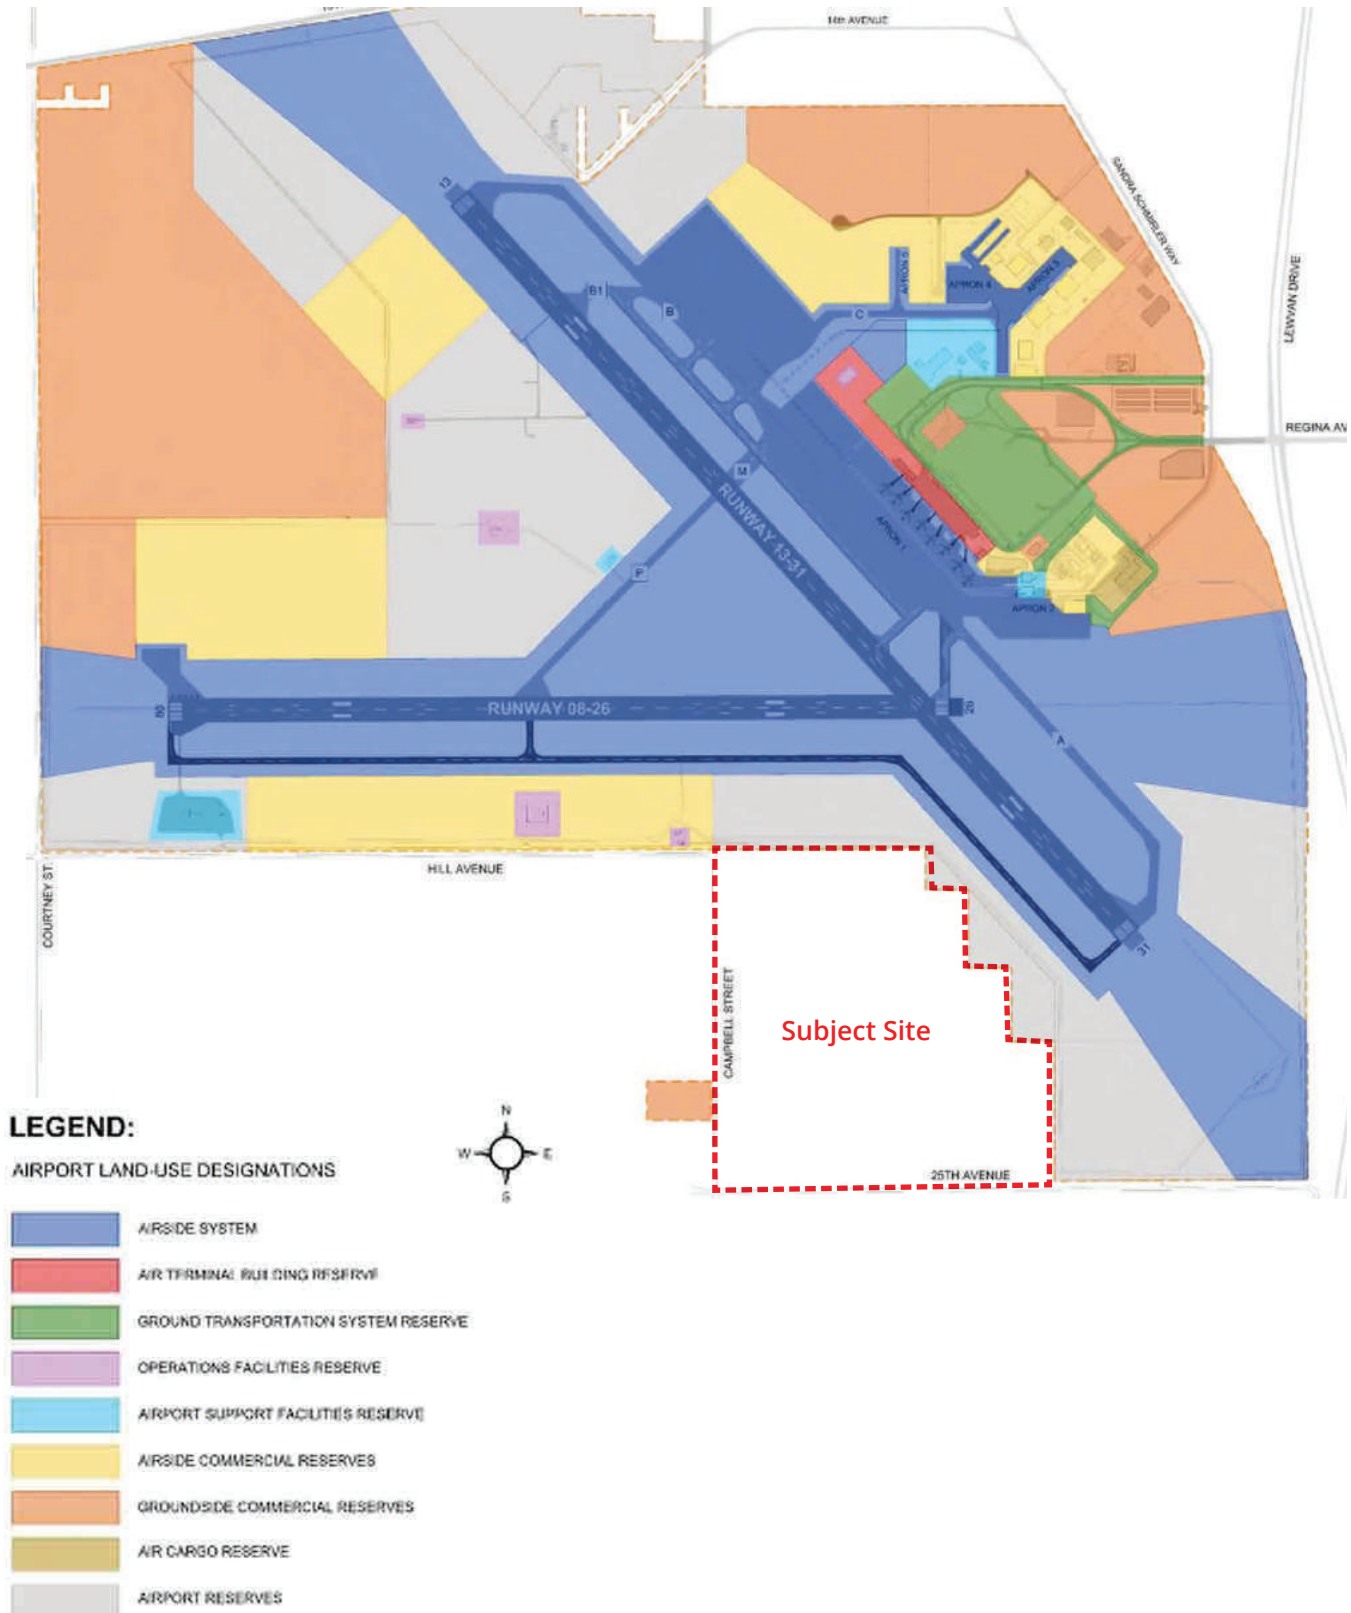 14th AVENUE
SANDRA SCHMIRLER WAY
LEWVAN DRIVE
13
B1
B
C
APRON 5
APRON 4
APRON 3
REGINA AV
M
RUNWAY 13-31
APRON 1
P
APRON 2
08
RUNWAY 08-26
26
A
31
HILL AVENUE
COURTNEY ST.
CAMPBELL STREET
Subject Site
25TH AVENUE
N
W
E
S
LEGEND:
AIRPORT LAND-USE DESIGNATIONS
AIRSIDE SYSTEM
AIR TERMINAL BUILDING RESERVE
GROUND TRANSPORTATION SYSTEM RESERVE
OPERATIONS FACILITIES RESERVE
AIRPORT SUPPORT FACILITIES RESERVE
AIRSIDE COMMERCIAL RESERVES
GROUNDSIDE COMMERCIAL RESERVES
AIR CARGO RESERVE
AIRPORT RESERVES